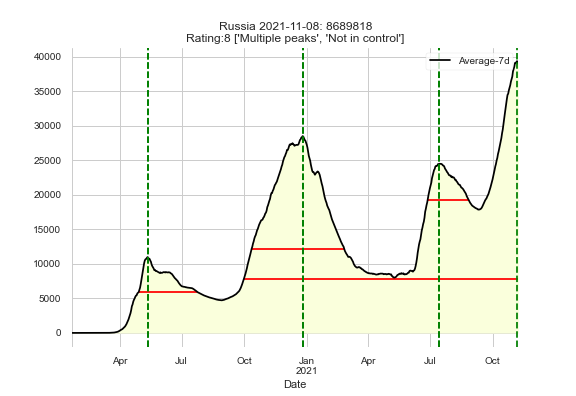 Russia 2021-11-08: 8689818
Rating:8 ['Multiple peaks', 'Not in control']
Average-7d
40000
35000
30000
25000
20000
15000
10000
5000
0
Apr
Jul
Oct
Jan
2021
Apr
Jul
Oct
Date